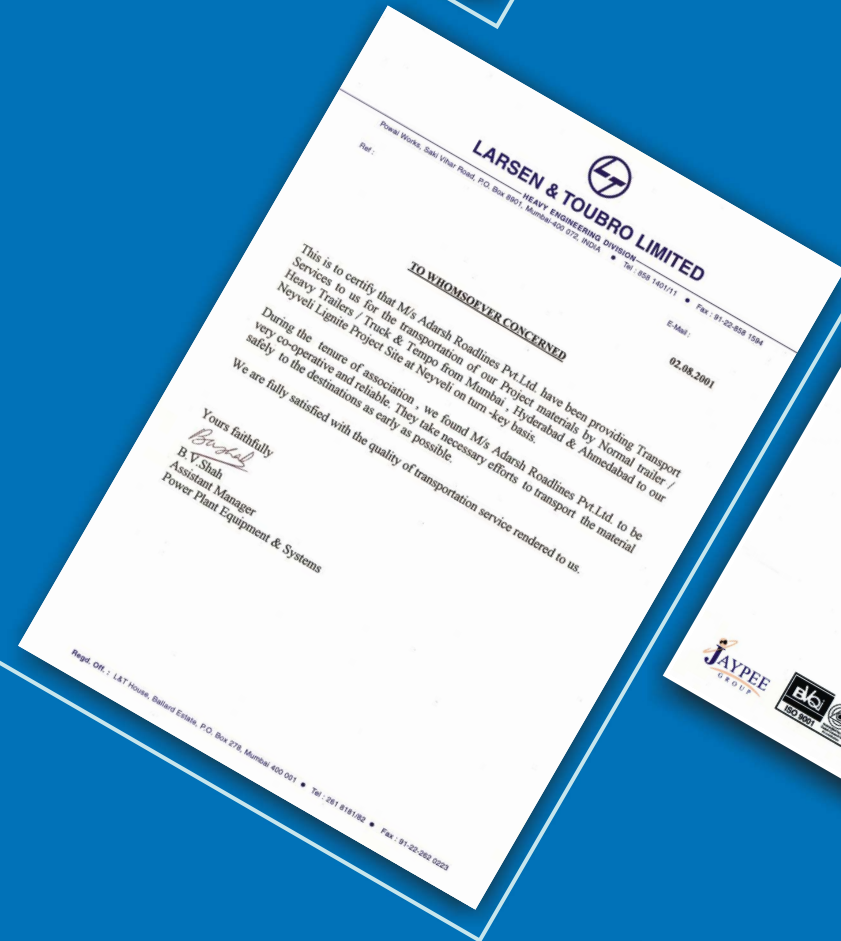 LARSEN & TOUBRO LIMITED
HEAVY ENGINEERING DIVISION
Powai Works, Saki Vihar Road, P.O. Box 8901, Mumbai-400 072, INDIA ● Tel : 858 1401/11 ● Fax : 91-22-858 1594
Ref :
E-Mail :
02.08.2001
TO WHOMSOEVER CONCERNED
This is to certify that M/s Adarsh Roadlines Pvt.Ltd. have been providing Transport
Services to us for the transportation of our Project materials by Normal trailer /
Heavy Trailers / Truck & Tempo from Mumbai , Hyderabad & Ahmedabad to our
Neyveli Lignite Project Site at Neyveli on turn -key basis.
During the tenure of association , we found M/s Adarsh Roadlines Pvt.Ltd. to be
very co-operative and reliable. They take necessary efforts to transport the material
safely to the destinations as early as possible.
We are fully satisfied with the quality of transportation service rendered to us.
Yours faithfully
B.V.Shah
Assistant Manager
Power Plant Equipment & Systems
Regd. Off. : L&T House, Ballard Estate, P.O. Box 278, Mumbai 400 001 ● Tel : 261 8181/82 ● Fax : 91-22-262 0223
JAYPEE
GROUP
BVQi
ISO 9001